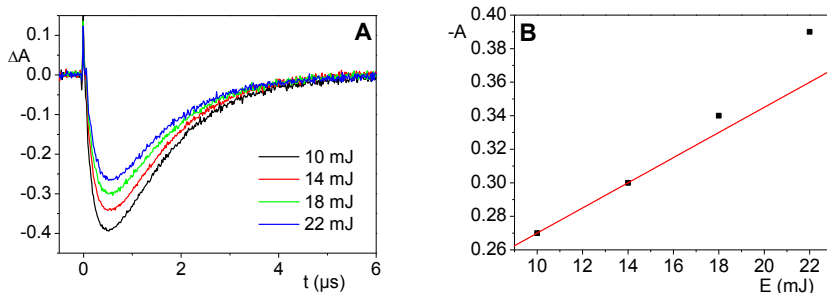 A
ΔA
0.1
0.0
-0.1
-0.2
-0.3
-0.4
10 mJ
14 mJ
18 mJ
22 mJ
0
2
4
6
t (μs)
B
-A
0.40
0.38
0.36
0.34
0.32
0.30
0.28
0.26
10
12
14
16
18
20
22
E (mJ)